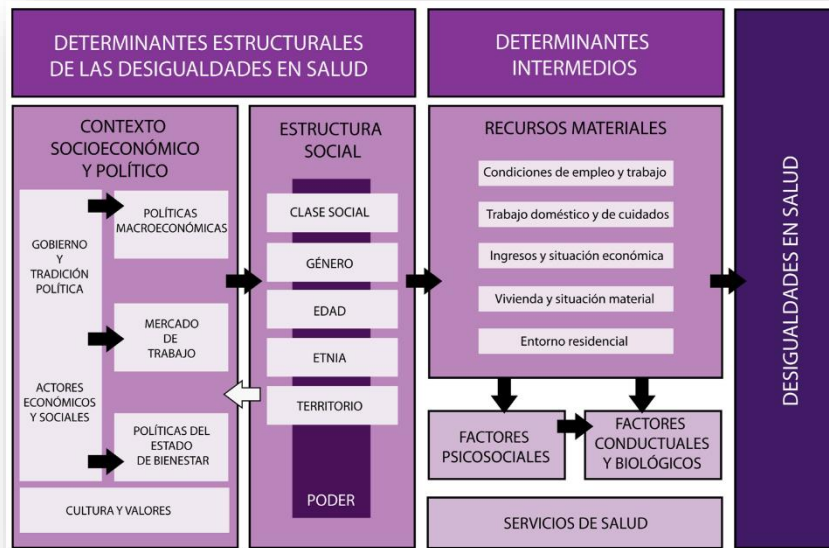 DETERMINANTES ESTRUCTURALES
DE LAS DESIGUALDADES EN SALUD
DETERMINANTES
INTERMEDIOS
CONTEXTO
SOCIOECONÓMICO
Y POLÍTICO
GOBIERNO
Y
TRADICIÓN
POLÍTICA
ACTORES
ECONÓMICOS
Y SOCIALES
POLÍTICAS
MACROECONÓMICAS
MERCADO
DE
TRABAJO
POLÍTICAS DEL
ESTADO
DE BIENESTAR
CULTURA Y VALORES
ESTRUCTURA
SOCIAL
CLASE SOCIAL
GÉNERO
EDAD
ETNIA
TERRITORIO
PODER
RECURSOS MATERIALES
Condiciones de empleo y trabajo
Trabajo doméstico y de cuidados
Ingresos y situación económica
Vivienda y situación material
Entorno residencial
FACTORES
PSICOSOCIALES
FACTORES
CONDUCTUALES
Y BIOLÓGICOS
SERVICIOS DE SALUD
DESIGUALDADES EN SALUD